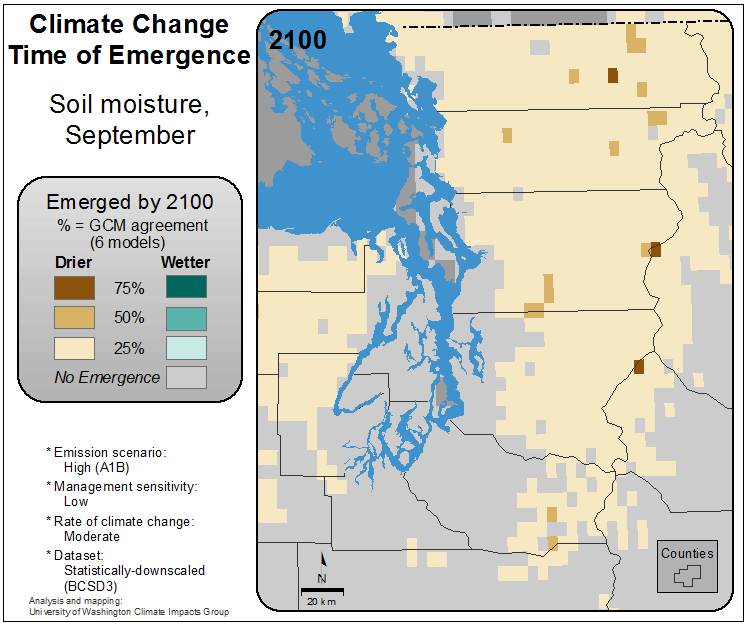 Climate Change
Time of Emergence
Soil moisture,
September
Emerged by 2100
% = GCM agreement
(6 models)
Drier Wetter
75%
50%
25%
No Emergence
* Emission scenario:
High (A1B)
* Management sensitivity:
Low
* Rate of climate change:
Moderate
* Dataset:
Statistically-downscaled
(BCSD3)
Analysis and mapping:
University of Washington Climate Impacts Group
2100
N
20 km
Counties